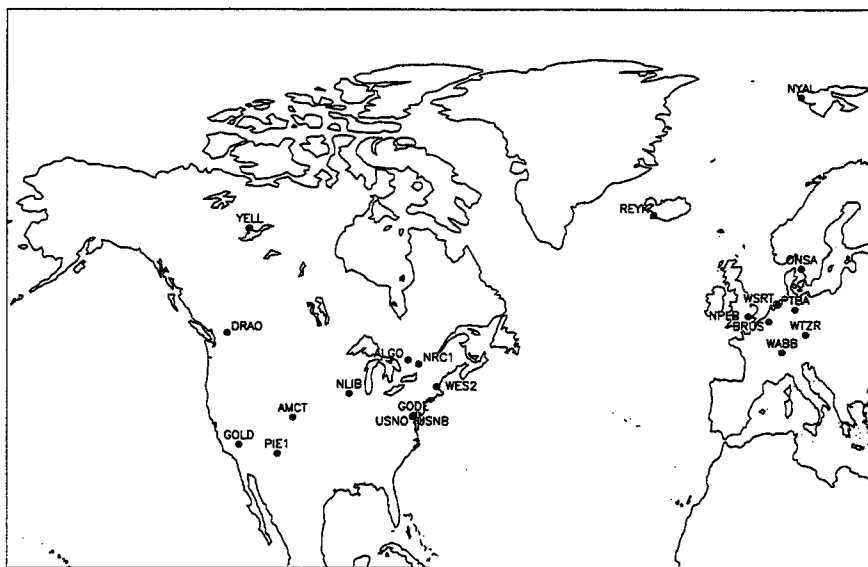 NYAL
REYK
YELL
ONSA
WSRT
PTBA
NPLB
BRUS
WTZR
DRAO
WABB
ALGO
NRC1
NLIB
WES2
AMCT
GODE
USNO
USNB
GOLD
PIE1